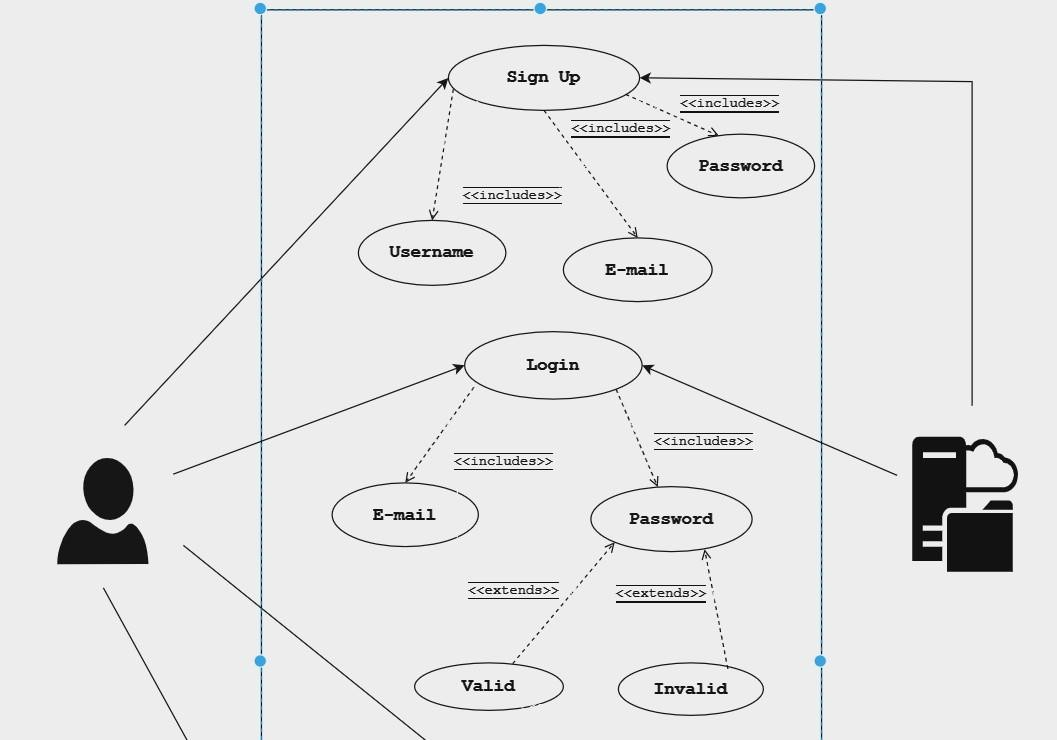 Sign Up
<<includes>>
<<includes>>
Password
<<includes>>
Username
E-mail
Login
<<includes>>
<<includes>>
E-mail
Password
<<extends>>
<<extends>>
Valid
Invalid